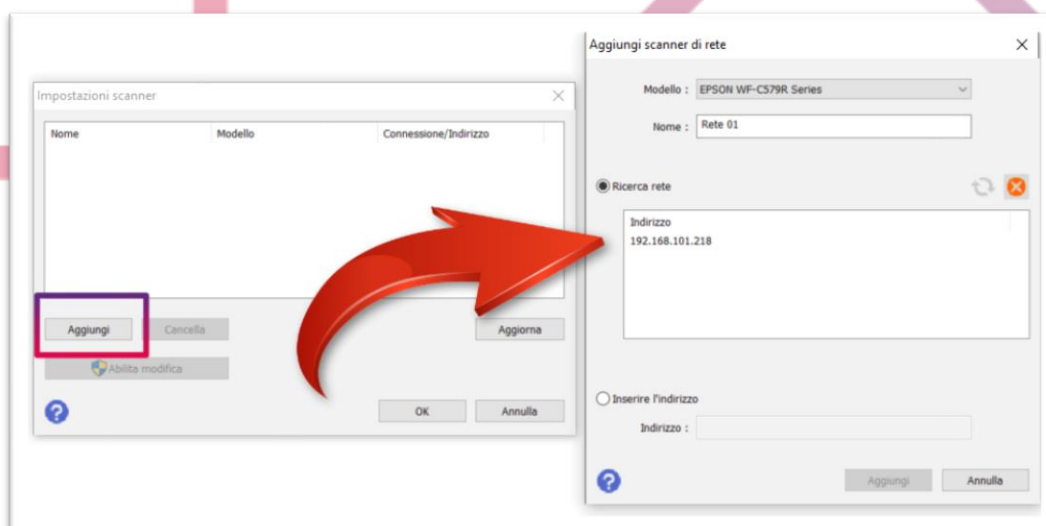 Impostazioni scanner
Nome Modello Connessione/Indirizzo
Aggiungi Cancella Aggiorna
Abilita modifica
OK Annulla
Aggiungi scanner di rete
Modello : EPSON WF-C579R Series
Nome : Rete 01
Ricerca rete
Indirizzo
192.168.101.218
Inserire l'indirizzo
Indirizzo :
Aggiungi Annulla